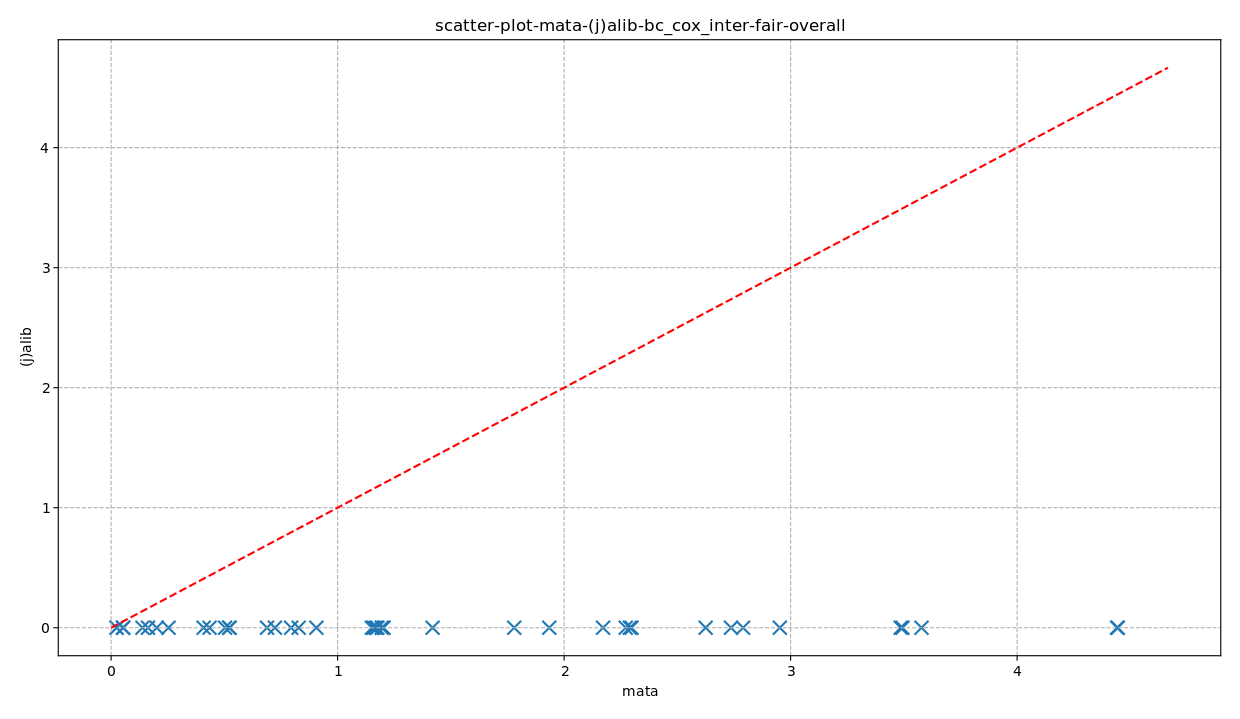 scatter-plot-mata-(j)alib-bc_cox_inter-fair-overall
4
3
2
1
0
(j)alib
0 1 2 3 4
mata